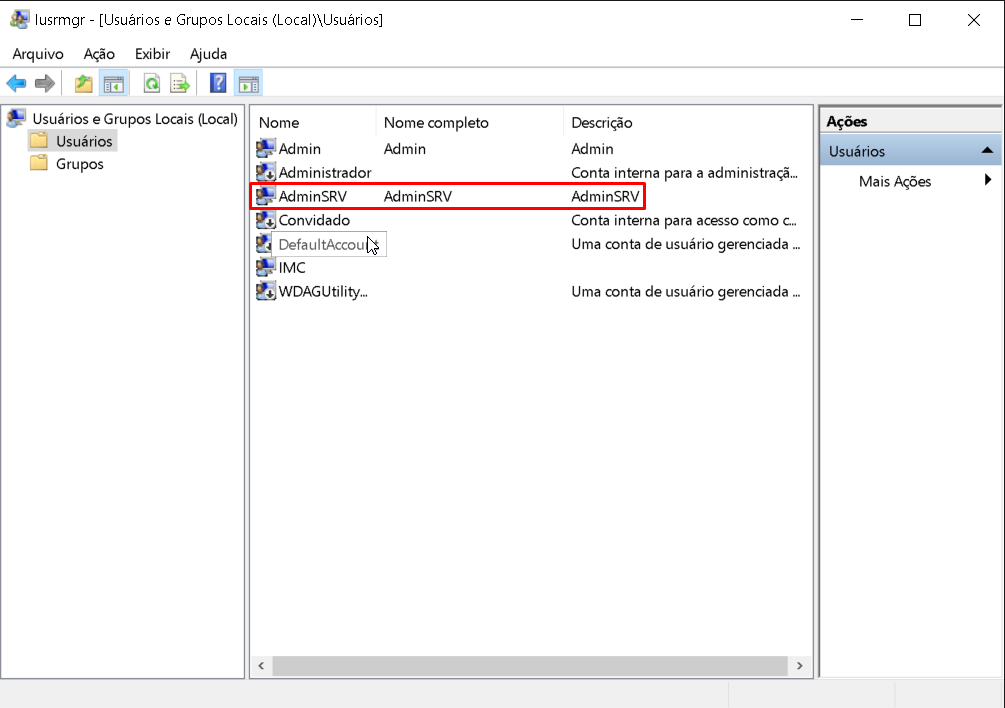 lusrmgr - [Usuários e Grupos Locais (Local)\Usuários]
Arquivo Ação Exibir Ajuda
Usuários e Grupos Locais (Local)
Usuários
Grupos
Nome Nome completo Descrição
Admin Admin Admin
Administrador Conta interna para a administraçã...
AdminSRV AdminSRV AdminSRV
Convidado Conta interna para acesso como c...
DefaultAccount Uma conta de usuário gerenciada ...
IMC
WDAGUtility... Uma conta de usuário gerenciada ...
Ações
Usuários
Mais Ações